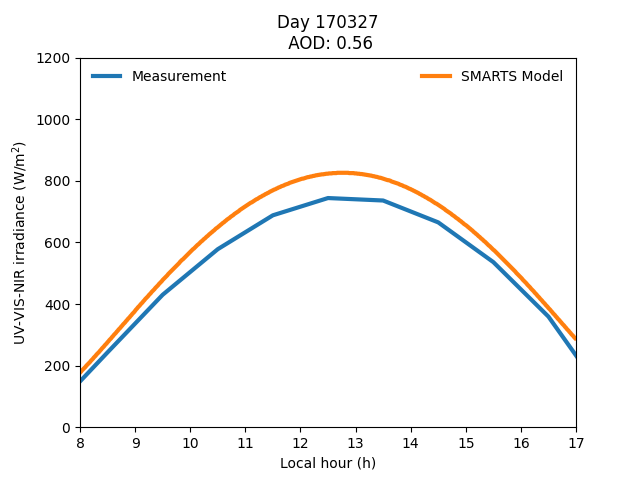 Day 170327
AOD: 0.56
Measurement
SMARTS Model
UV-VIS-NIR irradiance (W/m²)
1200
1000
800
600
400
200
0
8 9 10 11 12 13 14 15 16 17
Local hour (h)